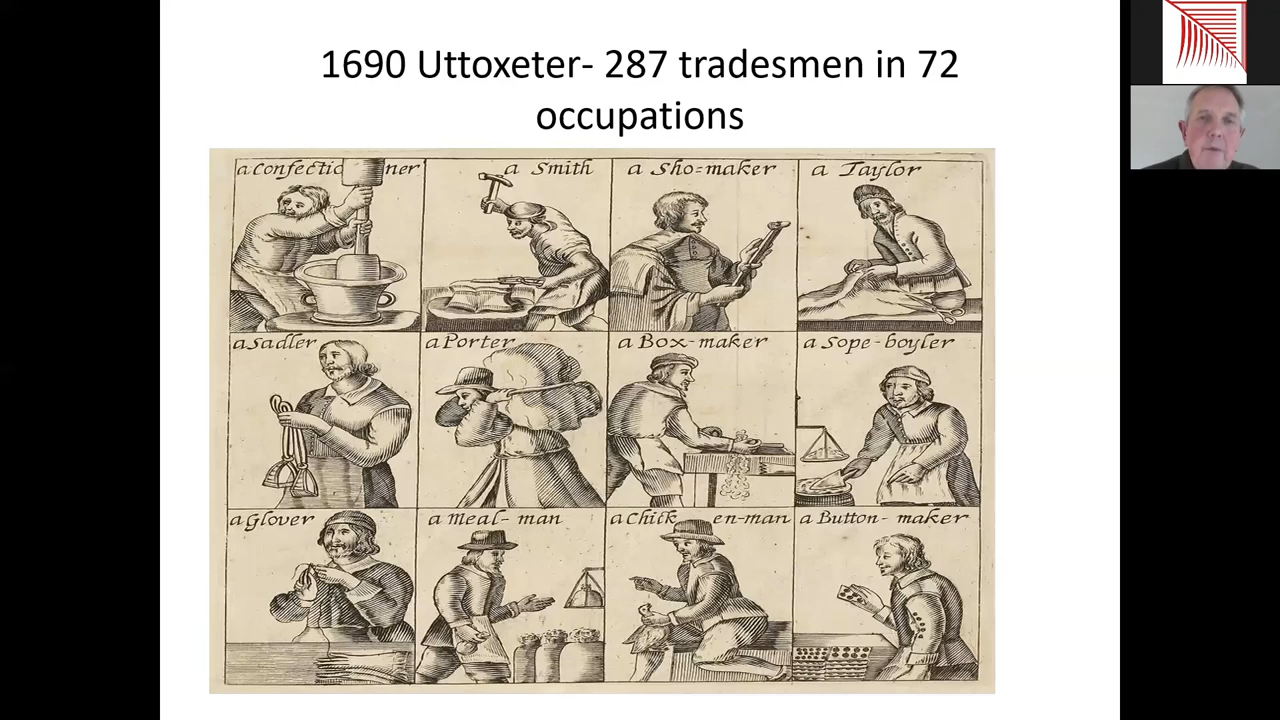 1690 Uttoxeter- 287 tradesmen in 72
occupations
a Confectioner
a Smith
a Sho=maker
a Taylor
a Sadler
a Porter
a Box-maker
a Sope-boyler
a Glover
a Meal-man
a Chicken-man
a Button-maker